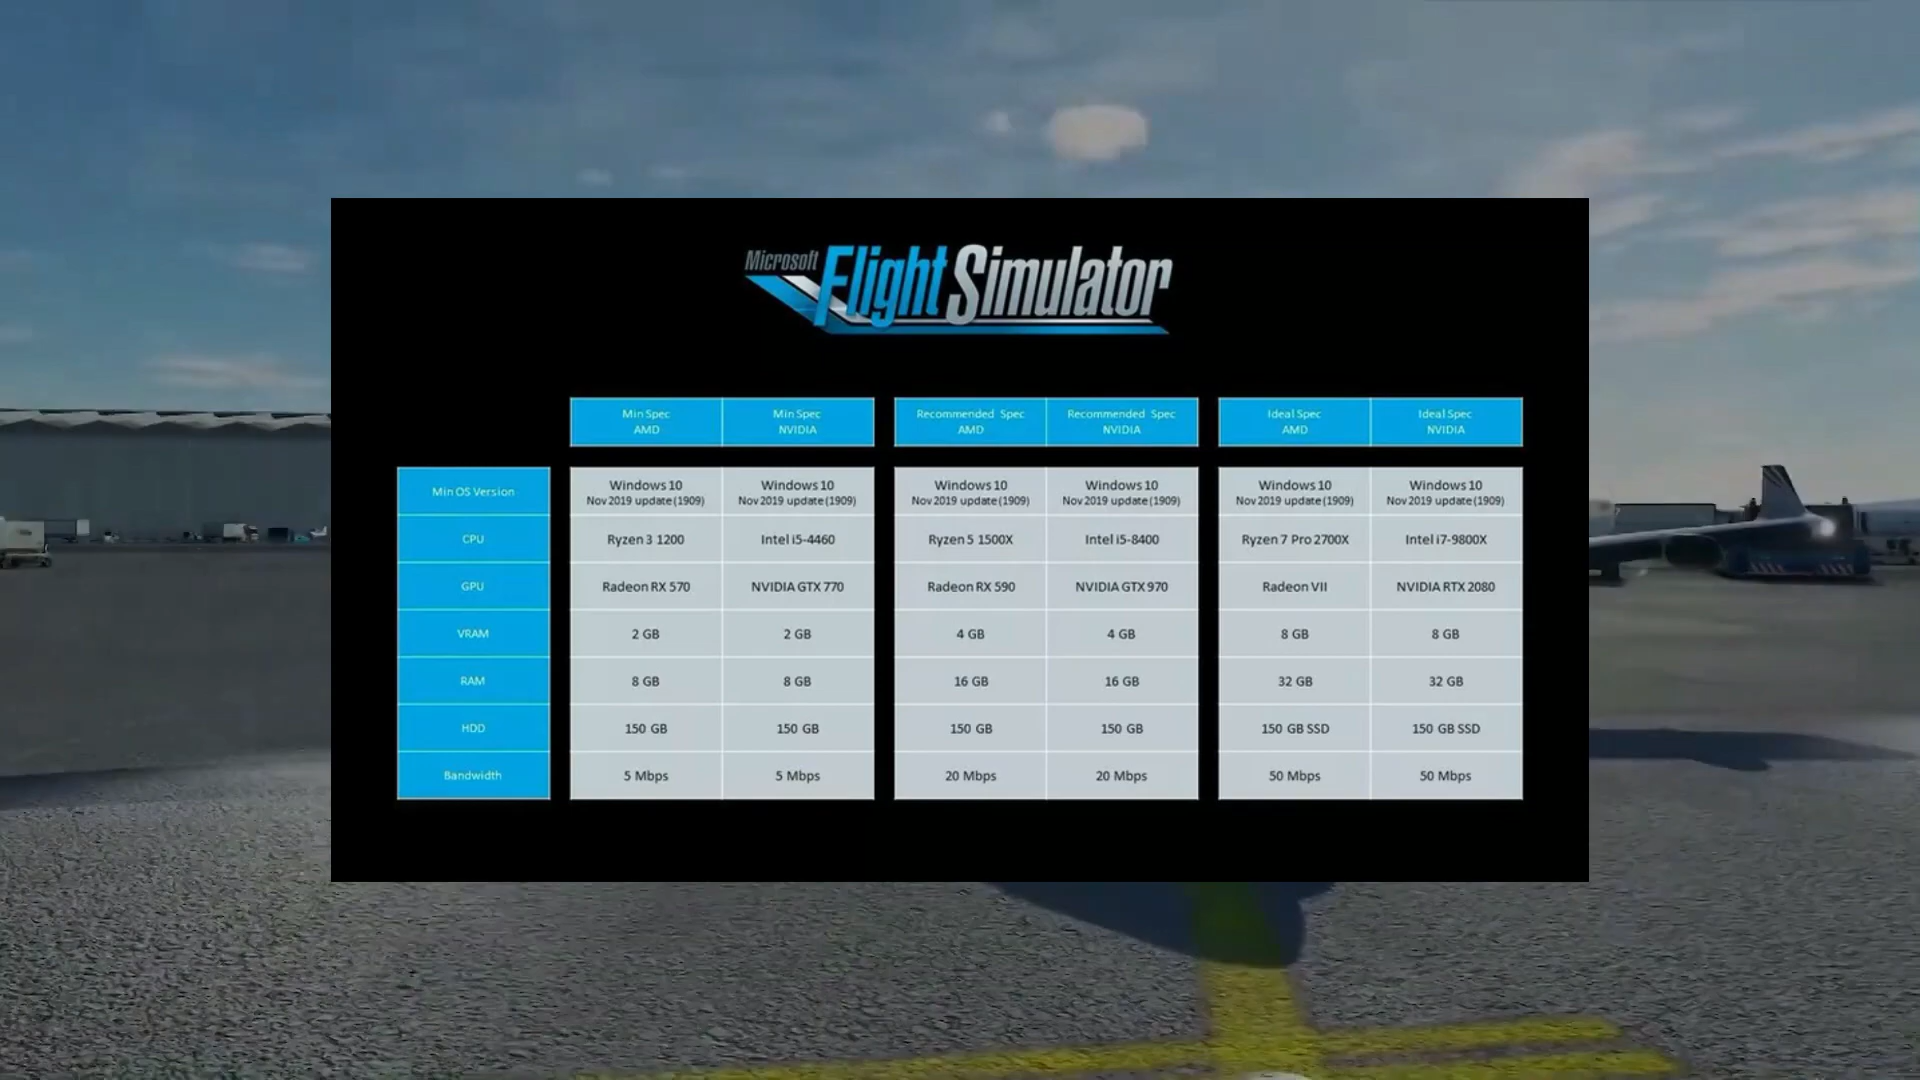 Microsoft Flight Simulator
Min Spec AMD
Min Spec NVIDIA
Recommended Spec AMD
Recommended Spec NVIDIA
Ideal Spec AMD
Ideal Spec NVIDIA
Min OS Version
Windows 10 Nov 2019 update (1909)
Windows 10 Nov 2019 update (1909)
Windows 10 Nov 2019 update (1909)
Windows 10 Nov 2019 update (1909)
Windows 10 Nov 2019 update (1909)
Windows 10 Nov 2019 update (1909)
CPU
Ryzen 3 1200
Intel i5-4460
Ryzen 5 1500X
Intel i5-8400
Ryzen 7 Pro 2700X
Intel i7-9800X
GPU
Radeon RX 570
NVIDIA GTX 770
Radeon RX 590
NVIDIA GTX 970
Radeon VII
NVIDIA RTX 2080
VRAM
2 GB
2 GB
4 GB
4 GB
8 GB
8 GB
RAM
8 GB
8 GB
16 GB
16 GB
32 GB
32 GB
HDD
150 GB
150 GB
150 GB
150 GB
150 GB SSD
150 GB SSD
Bandwidth
5 Mbps
5 Mbps
20 Mbps
20 Mbps
50 Mbps
50 Mbps